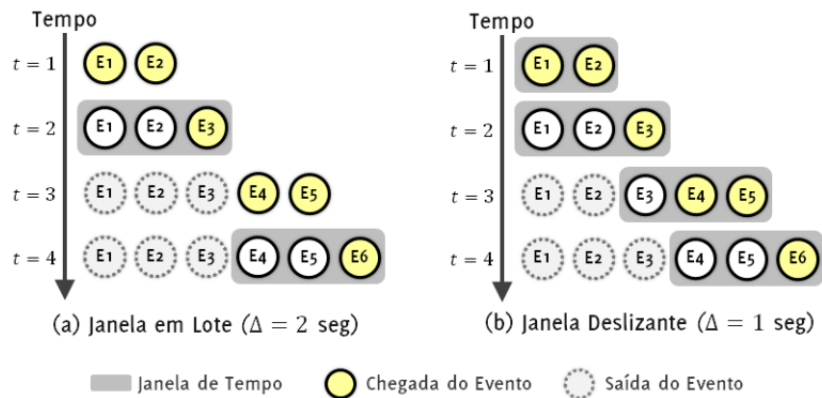 Tempo
t = 1 E1 E2
t = 2 E1 E2 E3
t = 3 E1 E2 E3 E4 E5
t = 4 E1 E2 E3 E4 E5 E6
(a) Janela em Lote (Δ = 2 seg)
Tempo
t = 1 E1 E2
t = 2 E1 E2 E3
t = 3 E1 E2 E3 E4 E5
t = 4 E1 E2 E3 E4 E5 E6
(b) Janela Deslizante (Δ = 1 seg)
Janela de Tempo Chegada do Evento Saída do Evento